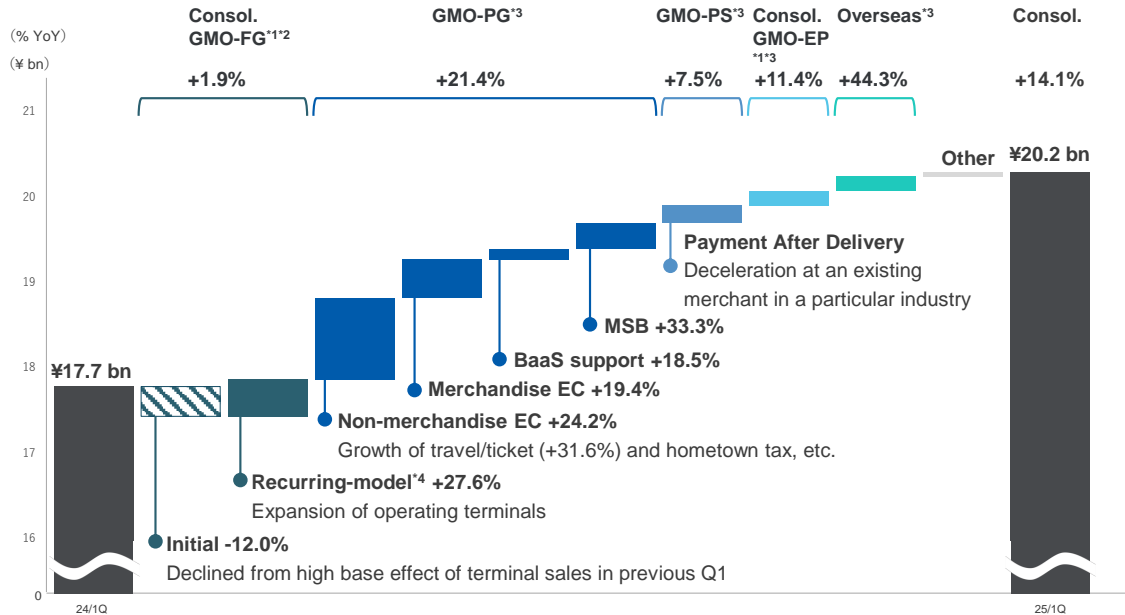 Consol.
GMO-FG*1*2
GMO-PG*3
GMO-PS*3
Consol.
GMO-EP
*1*3
Overseas*3
Consol.
(% YoY)
(¥ bn)
+1.9%
+21.4%
+7.5%
+11.4%
+44.3%
+14.1%
21
20
19
18
17
16
0
¥17.7 bn
Other
¥20.2 bn
Payment After Delivery
Deceleration at an existing
merchant in a particular industry
MSB +33.3%
BaaS support +18.5%
Merchandise EC +19.4%
Non-merchandise EC +24.2%
Growth of travel/ticket (+31.6%) and hometown tax, etc.
Recurring-model*4 +27.6%
Expansion of operating terminals
Initial -12.0%
Declined from high base effect of terminal sales in previous Q1
24/1Q
25/1Q